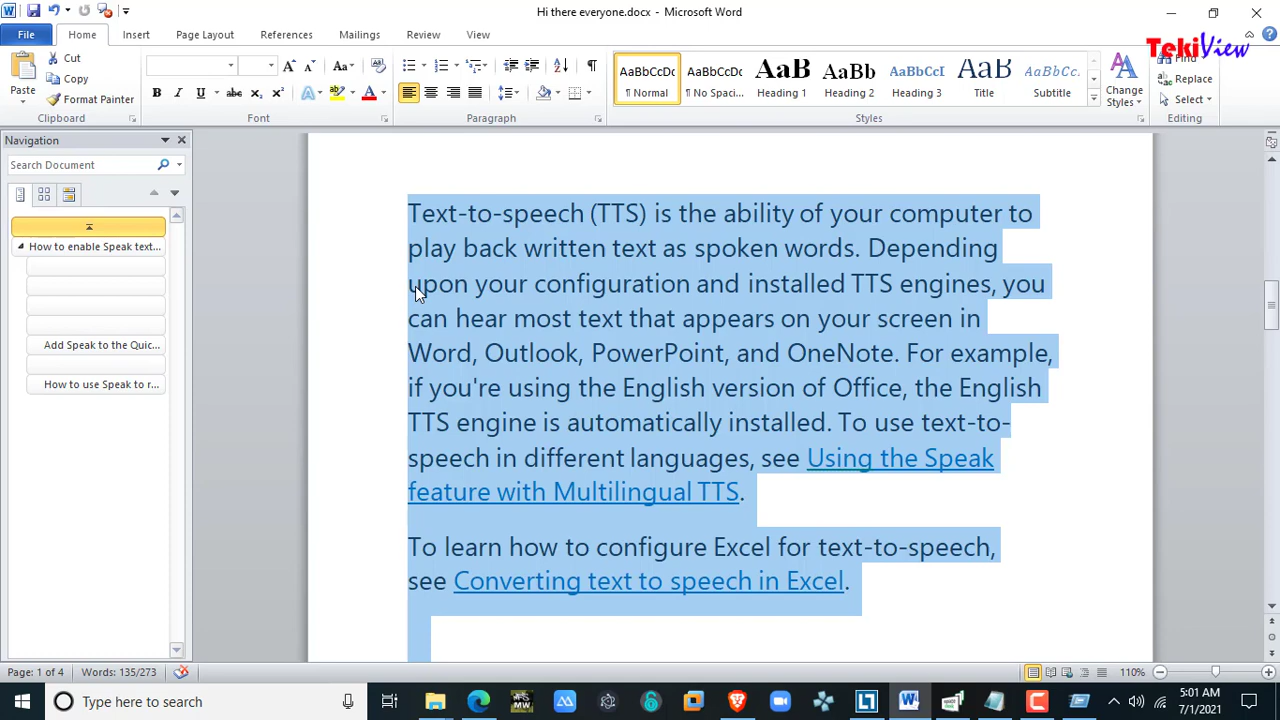 Hi there everyone.docx - Microsoft Word
File Home Insert Page Layout References Mailings Review View
TekiView
Paste
Cut
Copy
Format Painter
Clipboard
Aa
B I U abc x₂ x² A A
Font
Paragraph
AaBbCcDc
¶ Normal
AaBbCcDc
¶ No Spaci...
AaB
Heading 1
AaBb
Heading 2
AaBbCcI
Heading 3
AaB
Title
AaBbCcDc
Subtitle
Styles
Change
Styles
Find
Replace
Select
Editing
Navigation
Search Document
How to enable Speak text...
Add Speak to the Quic...
How to use Speak to r...
Text-to-speech (TTS) is the ability of your computer to
play back written text as spoken words. Depending
upon your configuration and installed TTS engines, you
can hear most text that appears on your screen in
Word, Outlook, PowerPoint, and OneNote. For example,
if you're using the English version of Office, the English
TTS engine is automatically installed. To use text-to-
speech in different languages, see Using the Speak
feature with Multilingual TTS.
To learn how to configure Excel for text-to-speech,
see Converting text to speech in Excel.
Page: 1 of 4 Words: 135/273 110%
Type here to search
5:01 AM
7/1/2021